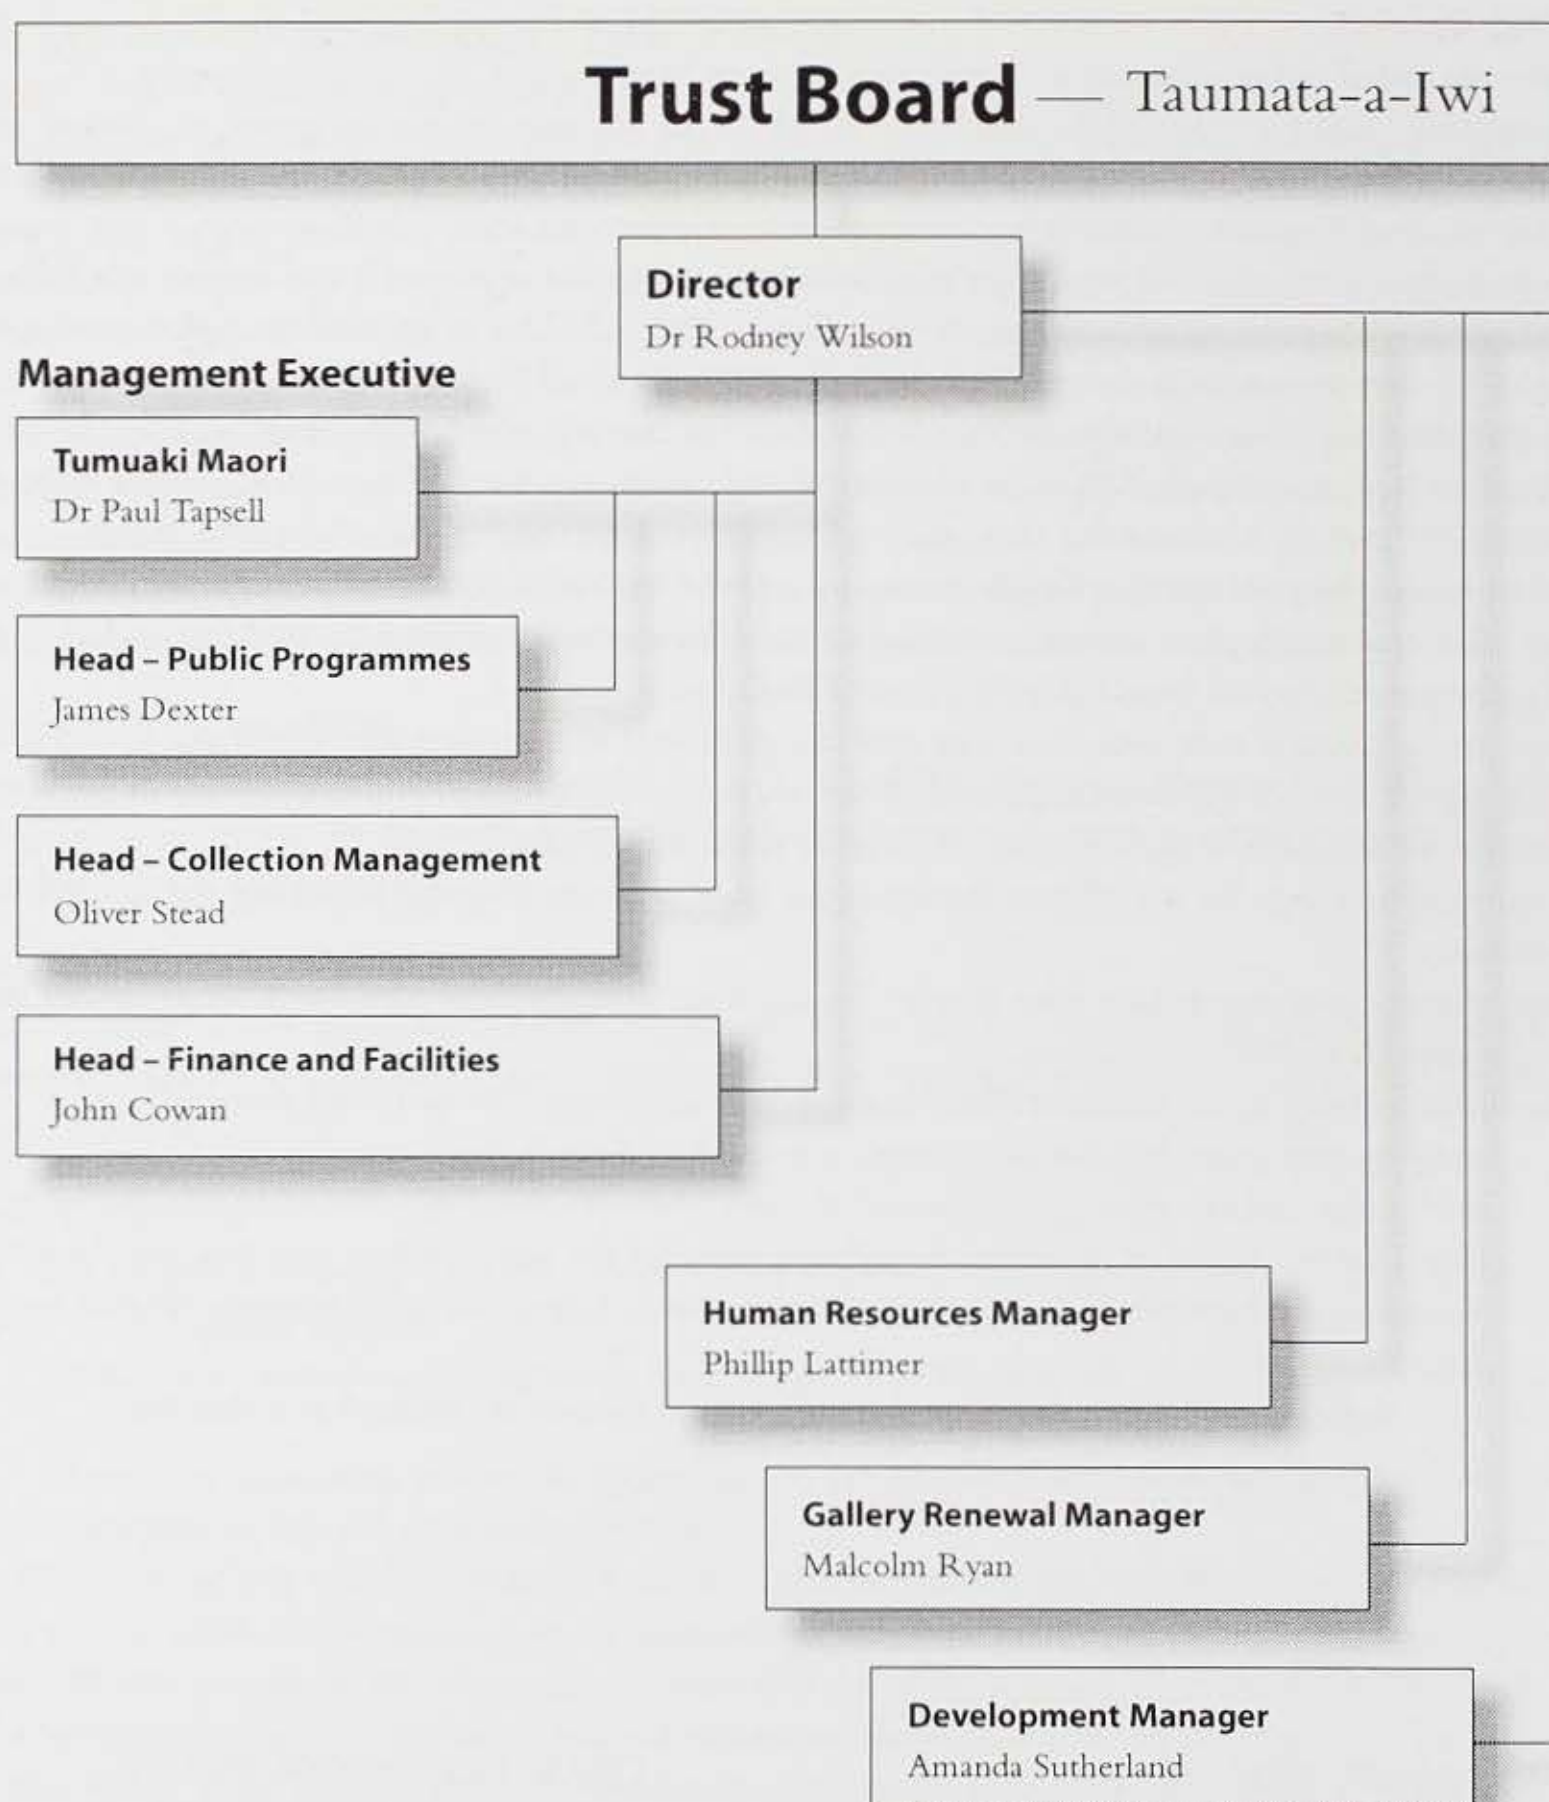 Trust Board — Taumata-a-Iwi
Director
Dr Rodney Wilson
Management Executive
Tumuaki Maori
Dr Paul Tapsell
Head – Public Programmes
James Dexter
Head – Collection Management
Oliver Stead
Head – Finance and Facilities
John Cowan
Human Resources Manager
Phillip Lattimer
Gallery Renewal Manager
Malcolm Ryan
Development Manager
Amanda Sutherland